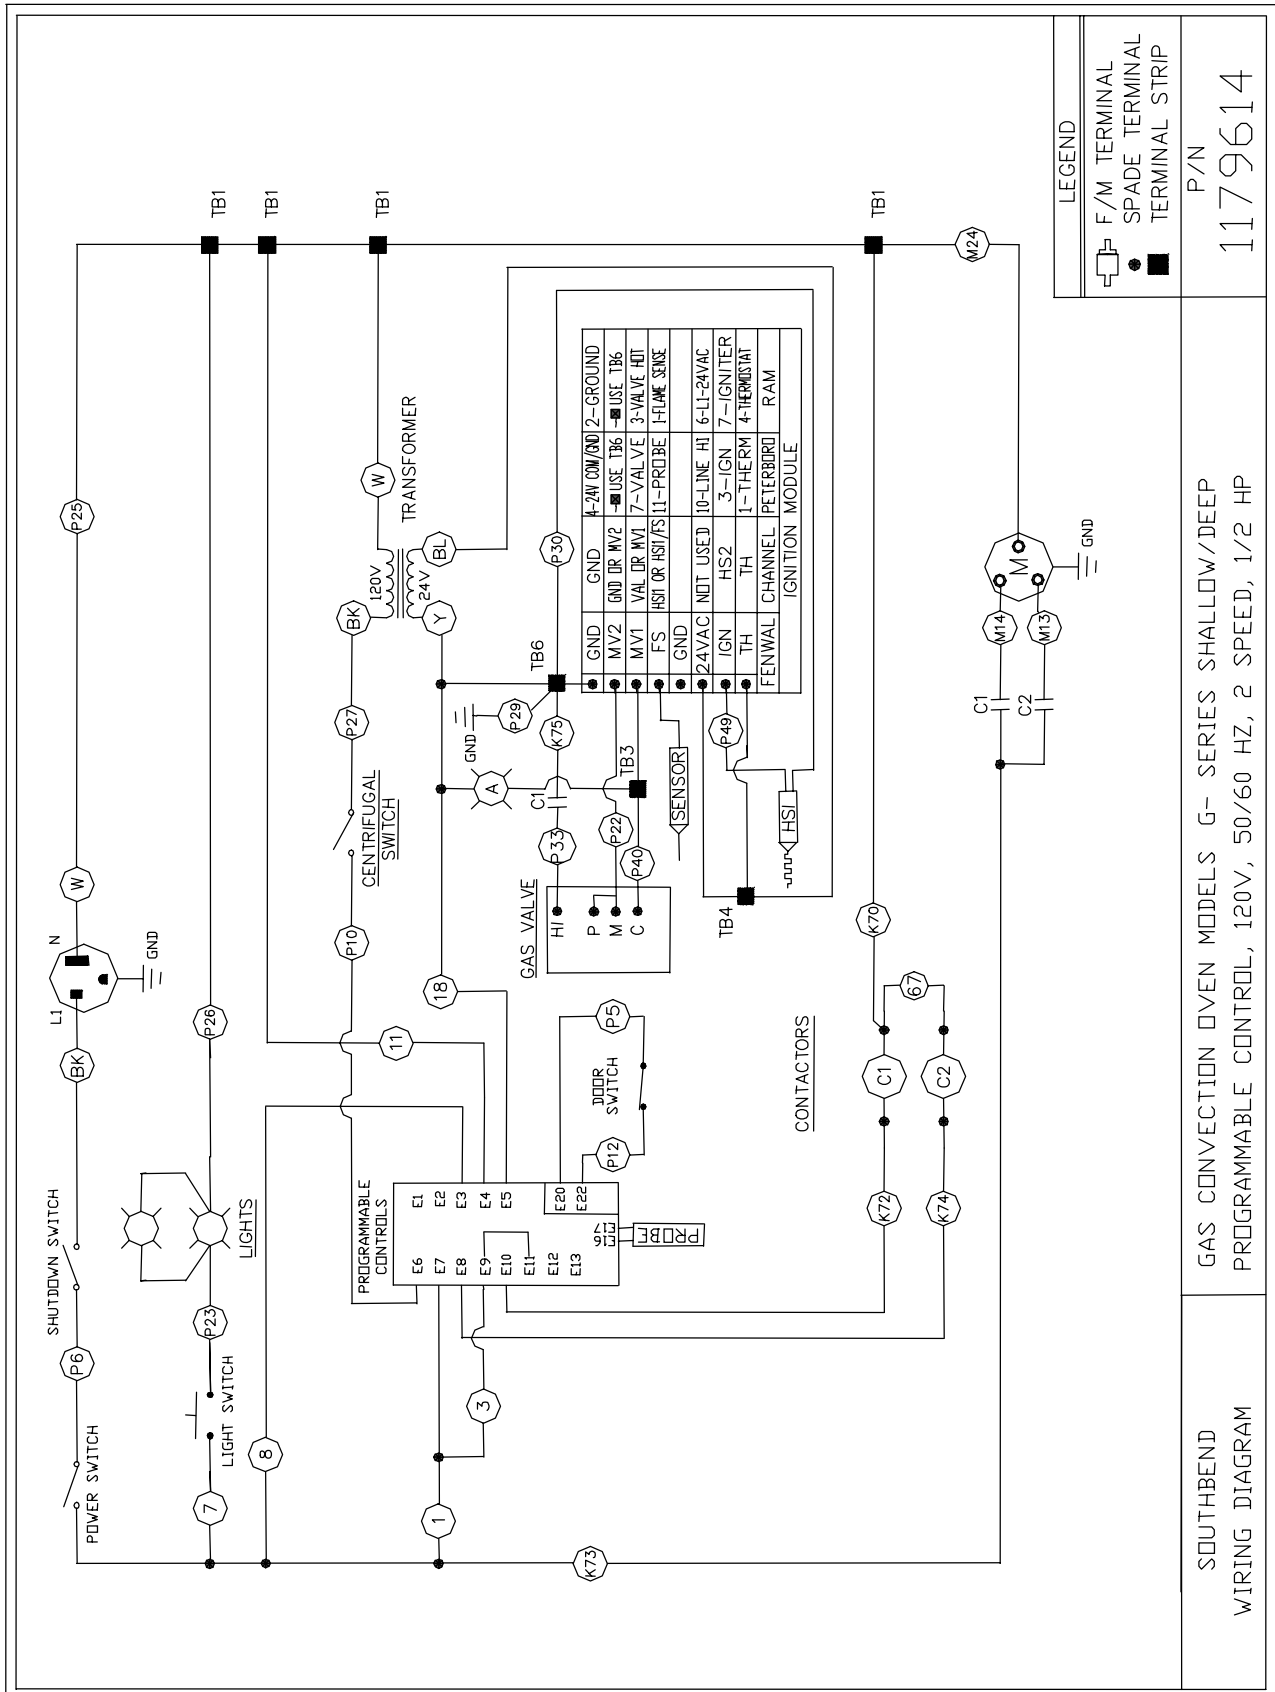 SOUTHBEND
WIRING DIAGRAM
GAS CONVECTION OVEN MODELS G- SERIES SHALLOW/DEEP
PROGRAMMABLE CONTROL, 120V, 50/60 HZ, 2 SPEED, 1/2 HP
P/N
1179614
LEGEND
F/M TERMINAL
SPADE TERMINAL
TERMINAL STRIP
POWER SWITCH
P6
SHUTDOWN SWITCH
BK
L1
N
GND
W
P25
7
LIGHT SWITCH
P23
LIGHTS
P26
TB1
8
11
TB1
P10
CENTRIFUGAL
SWITCH
P27
BK
120V
24V
TRANSFORMER
W
TB1
Y
BL
PROGRAMMABLE
CONTROLS
E6
E7
E8
E9
E10
E11
E12
E13
E1
E2
E3
E4
E5
E20
E22
E16
E17
PROBE
1
3
18
P12
DOOR
SWITCH
P5
GAS VALVE
HI
P
M
C
P33
C1
K75
P22
P40
A
GND
P29
TB6
TB3
P30
SENSOR
HSI
P49
TB4
GND GND 4-24V COM/GND 2-GROUND
MV2 GND OR MV2 USE TB6 USE TB6
MV1 VAL OR MV1 7-VALVE 3-VALVE HOT
FS HS1 OR HS1/FS 11-PROBE 1-FLAME SENSE
GND
24VAC NOT USED 10-LINE HI 6-L1-24VAC
IGN HS2 3-IGN 7-IGNITER
TH TH 1-THERM 4-THERMOSTAT
FENWAL CHANNEL PETERBORO RAM
IGNITION MODULE
CONTACTORS
K72
C1
K70
67
TB1
K74
C2
K73
C1
M14
C2
M13
M
GND
M24